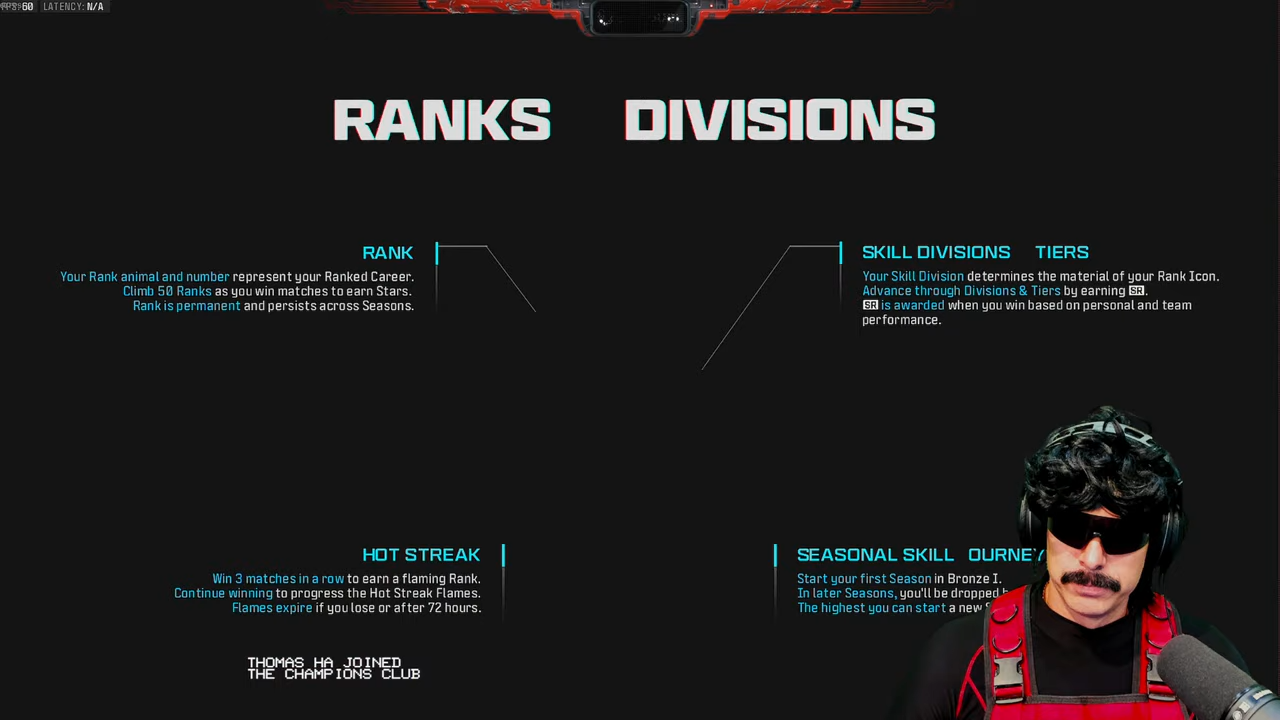 FPS: 60 LATENCY: N/A
RANKS DIVISIONS
RANK
Your Rank animal and number represent your Ranked Career.
Climb 50 Ranks as you win matches to earn Stars.
Rank is permanent and persists across Seasons.
SKILL DIVISIONS TIERS
Your Skill Division determines the material of your Rank Icon.
Advance through Divisions & Tiers by earning SR.
SR is awarded when you win based on personal and team
performance.
HOT STREAK
Win 3 matches in a row to earn a flaming Rank.
Continue winning to progress the Hot Streak Flames.
Flames expire if you lose or after 72 hours.
SEASONAL SKILL OURNEY
Start your first Season in Bronze I.
In later Seasons, you'll be dropped
The highest you can start a new
THOMAS HA JOINED
THE CHAMPIONS CLUB